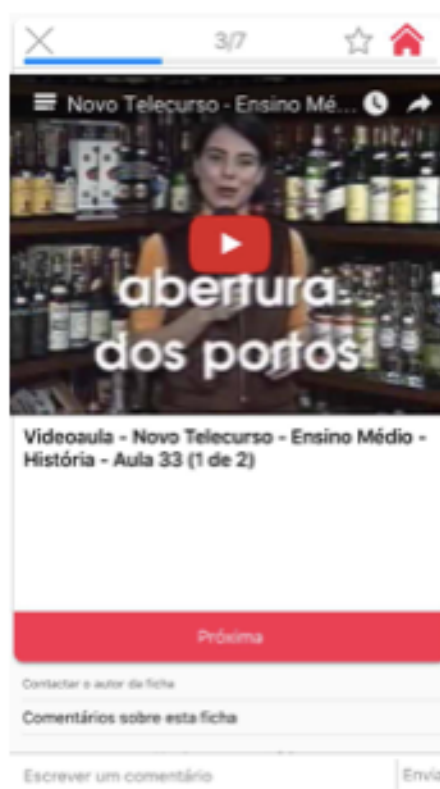 3/7
Novo Telecurso - Ensino Mé...
abertura
dos portos
Videoaula - Novo Telecurso - Ensino Médio -
História - Aula 33 (1 de 2)
Próxima
Contactar o autor da ficha
Comentários sobre esta ficha
Escrever um comentário
Envia